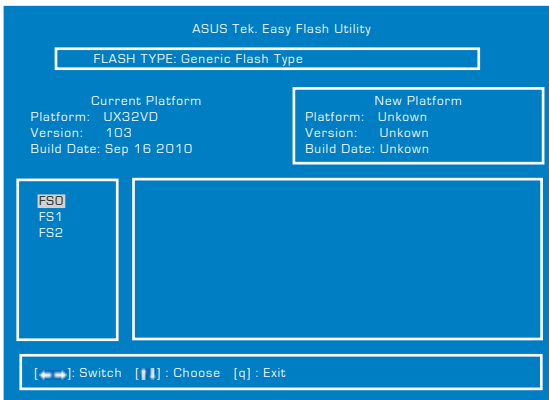 ASUS Tek. Easy Flash Utility
FLASH TYPE: Generic Flash Type
Current Platform
Platform: UX32VD
Version: 103
Build Date: Sep 16 2010
New Platform
Platform: Unkown
Version: Unkown
Build Date: Unkown
FS0
FS1
FS2
[←→]: Switch [↑↓] : Choose [q] : Exit